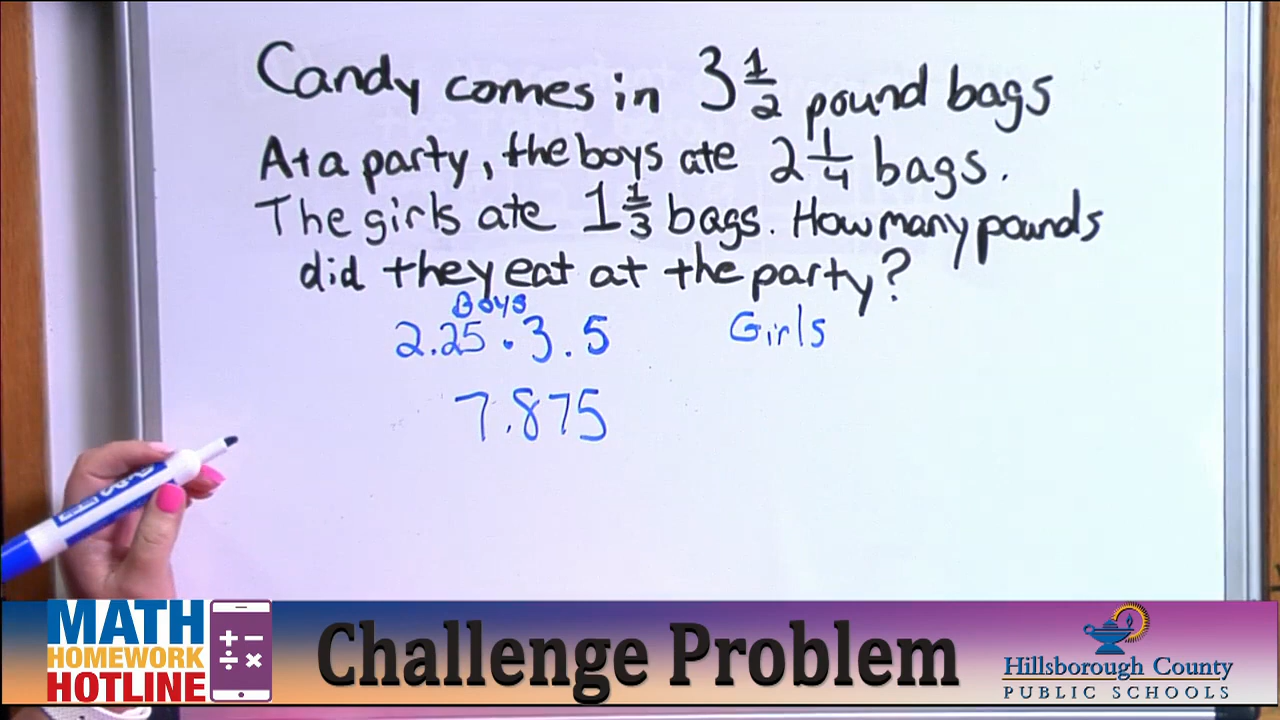 Candy comes in 3 1/2 pound bags
At a party, the boys ate 2 1/4 bags.
The girls ate 1 1/3 bags. How many pounds
did they eat at the party?
Boys
2.25 · 3.5
Girls
7.875
MATH
HOMEWORK
HOTLINE
+ −
÷ ×
Challenge Problem
Hillsborough County
PUBLIC SCHOOLS